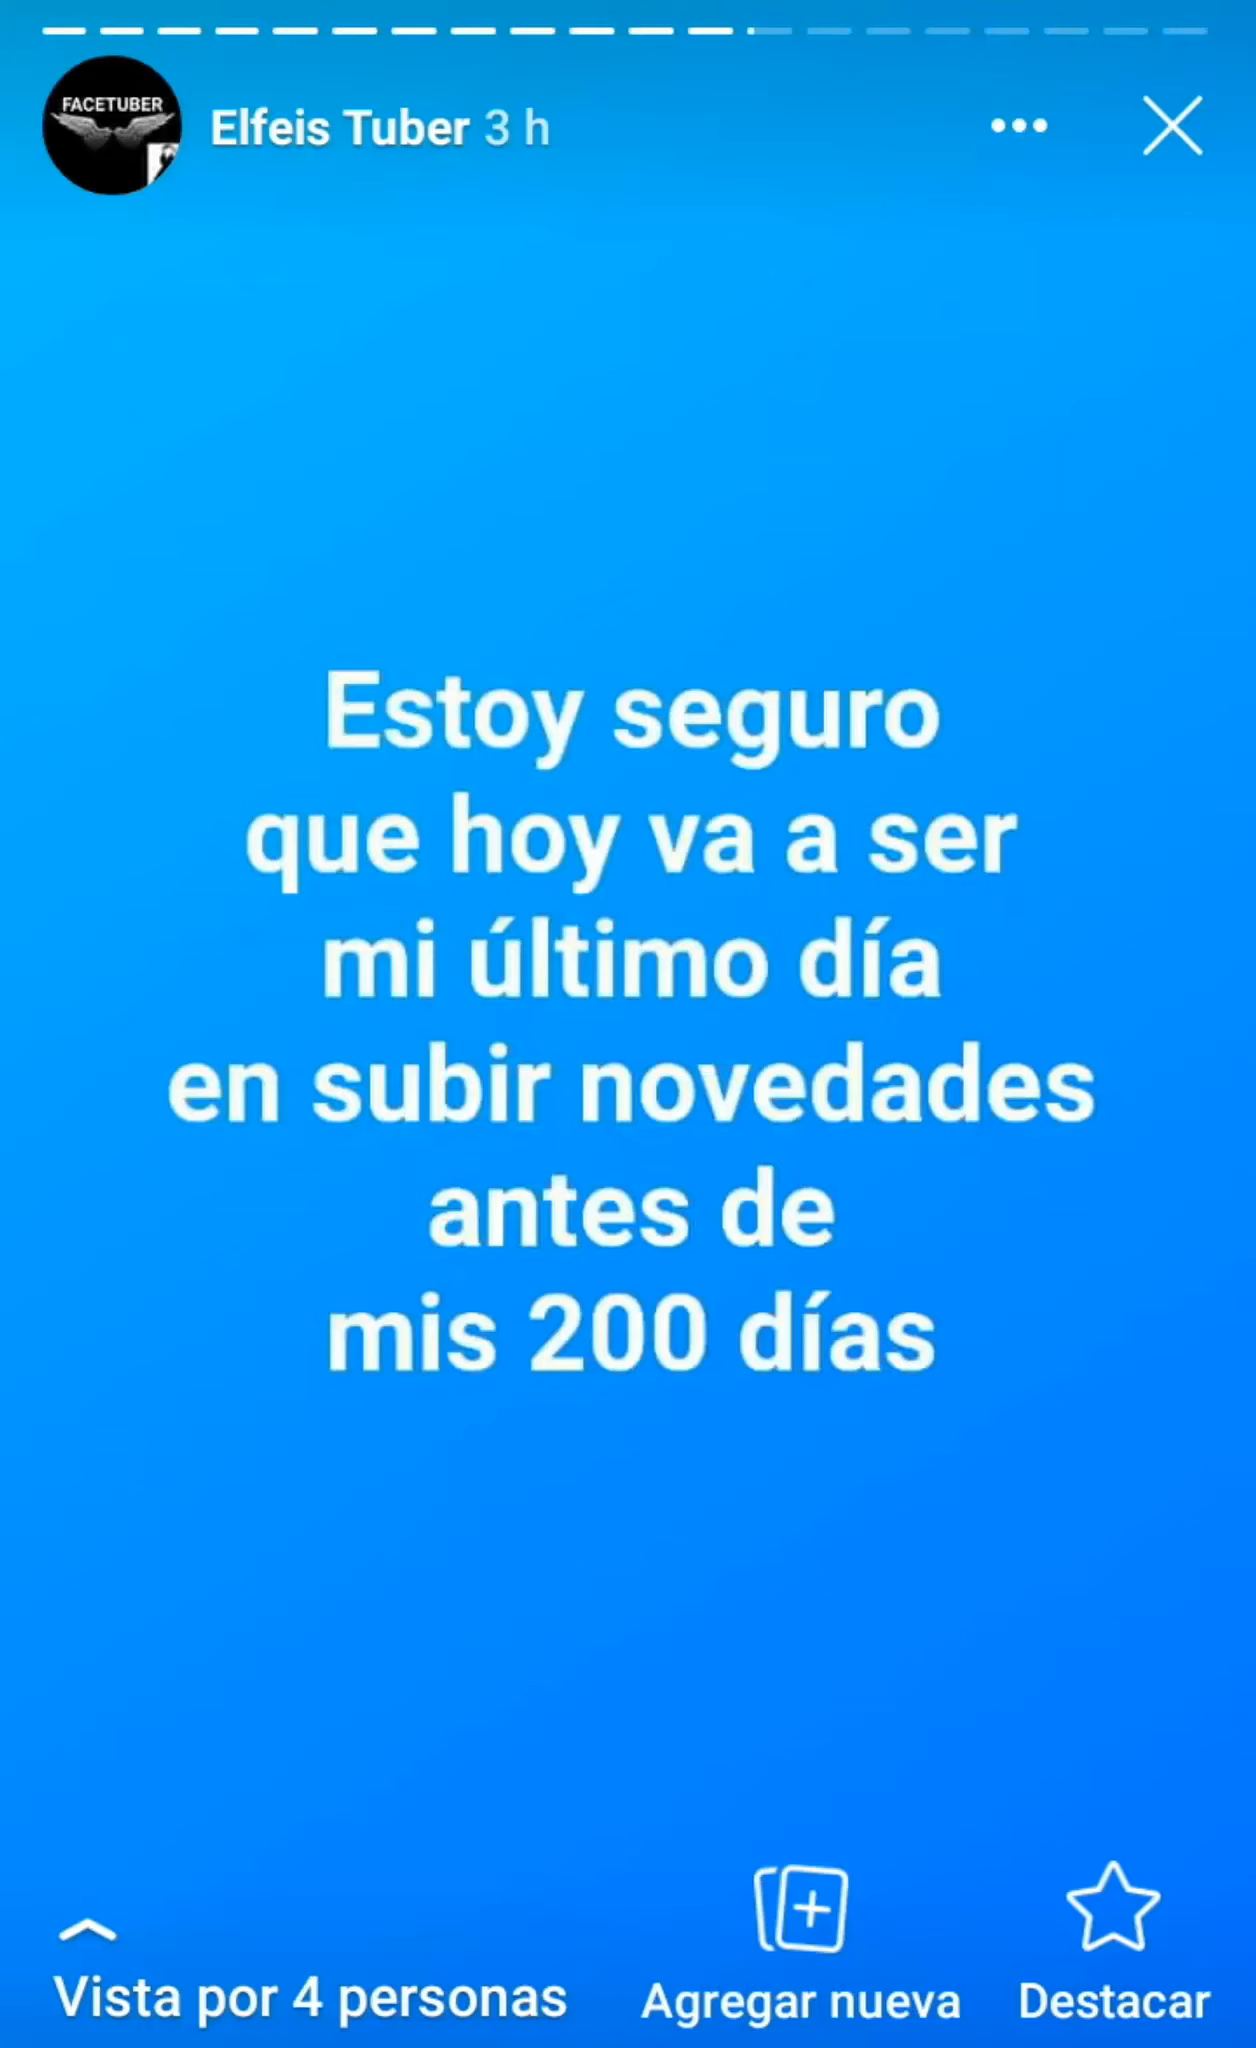 FACETUBER
Elfeis Tuber 3 h
Estoy seguro
que hoy va a ser
mi último día
en subir novedades
antes de
mis 200 días
Vista por 4 personas
Agregar nueva
Destacar